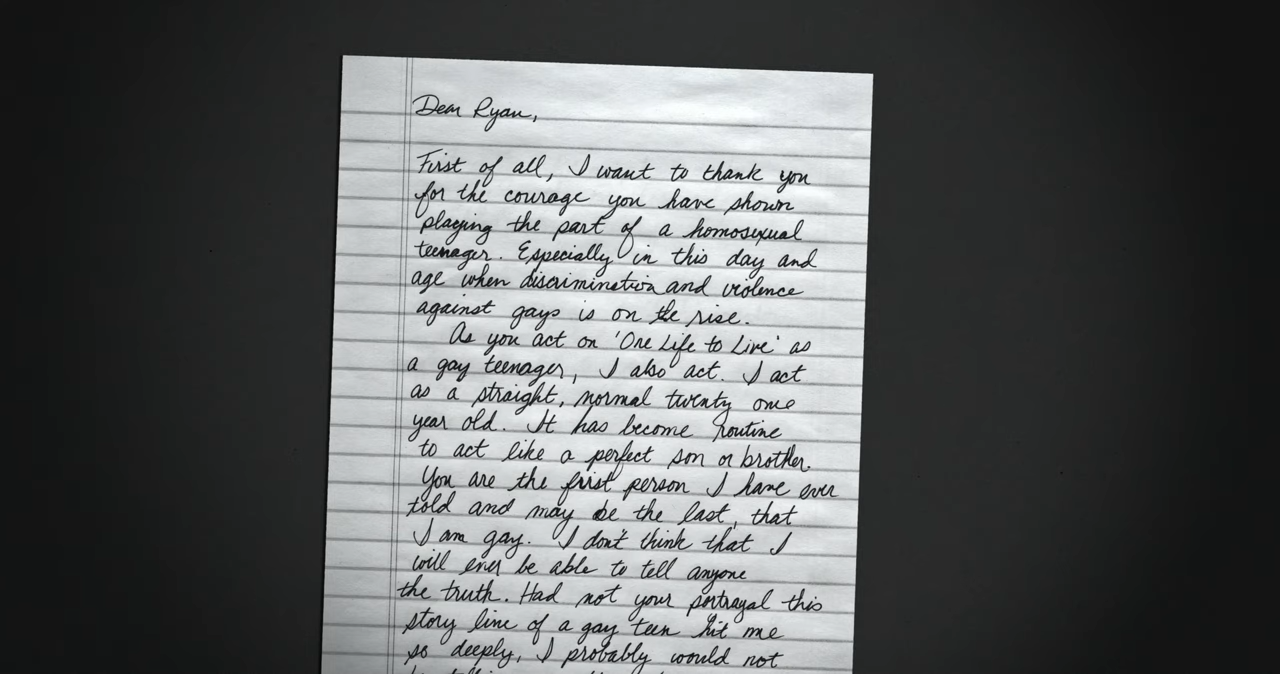 Dear Ryan,
First of all, I want to thank you
for the courage you have shown
playing the part of a homosexual
teenager. Especially in this day and
age when discrimination and violence
against gays is on the rise.
As you act on 'One Life to Live' as
a gay teenager, I also act. I act
as a straight, normal twenty one
year old. It has become routine
to act like a perfect son or brother.
You are the first person I have ever
told and may be the last, that
I am gay. I don't think that I
will ever be able to tell anyone
the truth. Had not your portrayal this
story line of a gay teen hit me
so deeply, I probably would not